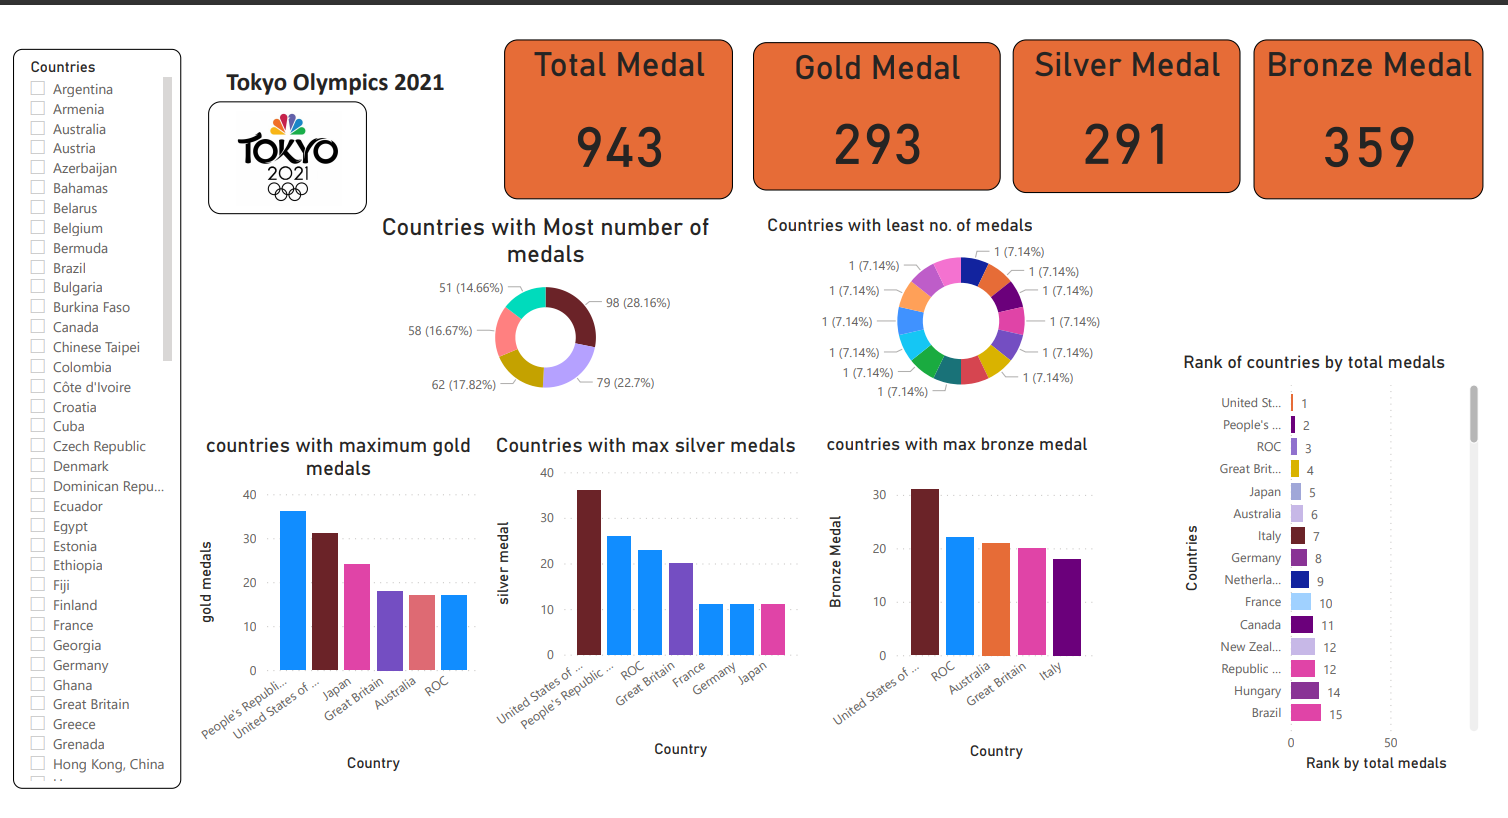 Countries
Argentina
Armenia
Australia
Austria
Azerbaijan
Bahamas
Belarus
Belgium
Bermuda
Brazil
Bulgaria
Burkina Faso
Canada
Chinese Taipei
Colombia
Côte d'Ivoire
Croatia
Cuba
Czech Republic
Denmark
Dominican Repu...
Ecuador
Egypt
Estonia
Ethiopia
Fiji
Finland
France
Georgia
Germany
Ghana
Great Britain
Greece
Grenada
Hong Kong, China
Tokyo Olympics 2021
TOKYO
2021
Total Medal
943
Gold Medal
293
Silver Medal
291
Bronze Medal
359
Countries with Most number of
medals
51 (14.66%)
98 (28.16%)
58 (16.67%)
62 (17.82%)
79 (22.7%)
Countries with least no. of medals
1 (7.14%)
1 (7.14%)
1 (7.14%)
1 (7.14%)
1 (7.14%)
1 (7.14%)
1 (7.14%)
1 (7.14%)
1 (7.14%)
1 (7.14%)
1 (7.14%)
1 (7.14%)
countries with maximum gold
medals
gold medals
40
30
20
10
0
People's Republi...
United States of ...
Japan
Great Britain
Australia
ROC
Country
Countries with max silver medals
silver medal
40
30
20
10
0
United States of ...
People's Republic ...
ROC
Great Britain
France
Germany
Japan
Country
countries with max bronze medal
Bronze Medal
30
20
10
0
United States of ...
ROC
Australia
Great Britain
Italy
Country
Rank of countries by total medals
Countries
United St... 1
People's ... 2
ROC 3
Great Brit... 4
Japan 5
Australia 6
Italy 7
Germany 8
Netherla... 9
France 10
Canada 11
New Zeal... 12
Republic ... 12
Hungary 14
Brazil 15
0 50
Rank by total medals